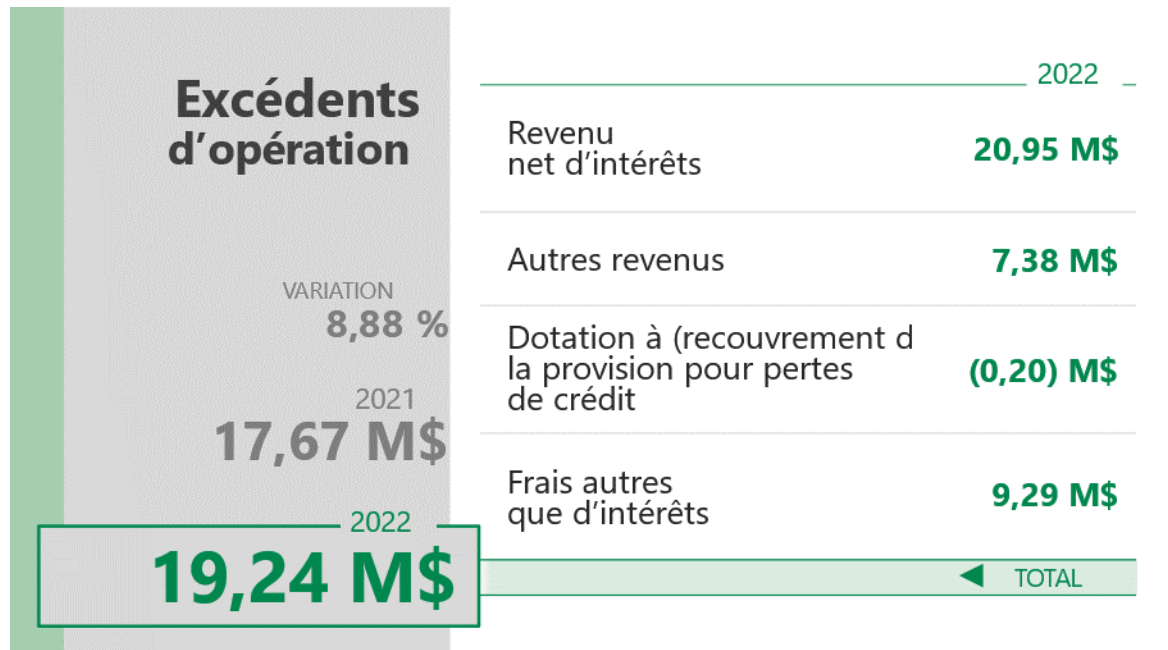 Excédents
d’opération
VARIATION
8,88 %
2021
17,67 M$
2022
19,24 M$
2022
Revenu
net d’intérêts
20,95 M$
Autres revenus
7,38 M$
Dotation à (recouvrement d
la provision pour pertes
de crédit
(0,20) M$
Frais autres
que d’intérêts
9,29 M$
TOTAL